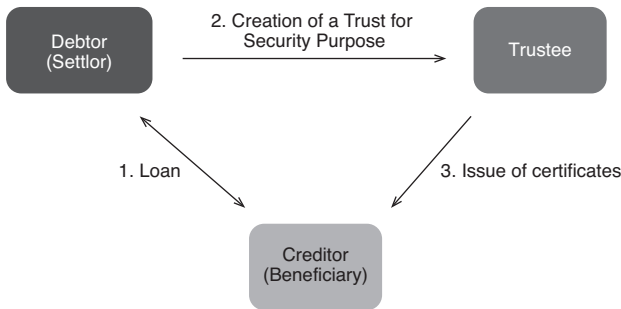 Debtor
(Settlor)
2. Creation of a Trust for
Security Purpose
Trustee
1. Loan
3. Issue of certificates
Creditor
(Beneficiary)